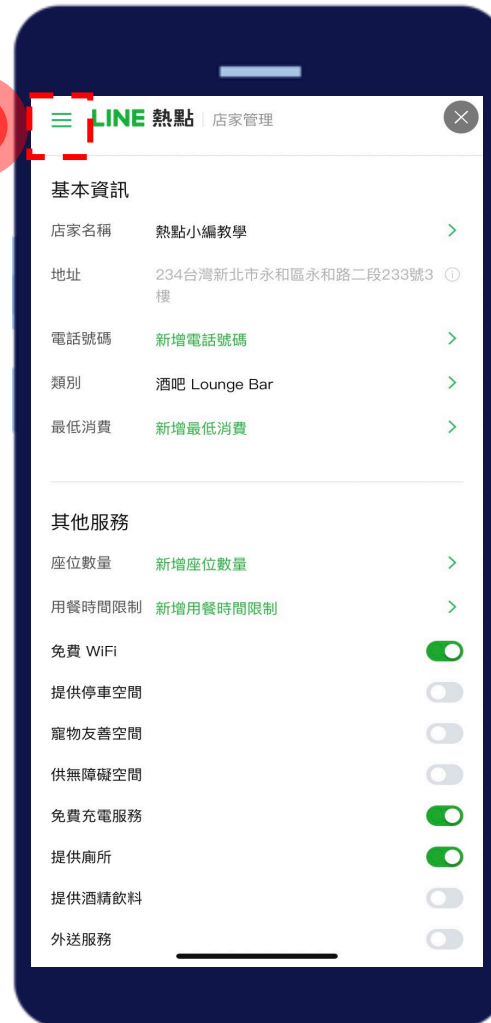 LINE 熱點 店家管理
基本資訊
店家名稱 熱點小編教學
地址 234台灣新北市永和區永和路二段233號3
樓
電話號碼 新增電話號碼
類別 酒吧 Lounge Bar
最低消費 新增最低消費
其他服務
座位數量 新增座位數量
用餐時間限制 新增用餐時間限制
免費 WiFi
提供停車空間
寵物友善空間
供無障礙空間
免費充電服務
提供廁所
提供酒精飲料
外送服務